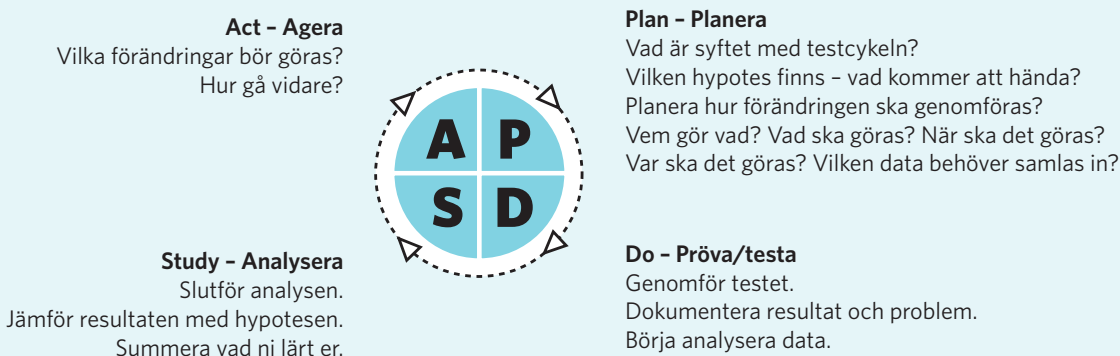 Act – Agera
Vilka förändringar bör göras?
Hur gå vidare?
Plan – Planera
Vad är syftet med testcykeln?
Vilken hypotes finns – vad kommer att hända?
Planera hur förändringen ska genomföras?
Vem gör vad? Vad ska göras? När ska det göras?
Var ska det göras? Vilken data behöver samlas in?
A P
S D
Study – Analysera
Slutför analysen.
Jämför resultaten med hypotesen.
Summera vad ni lärt er.
Do – Pröva/testa
Genomför testet.
Dokumentera resultat och problem.
Börja analysera data.